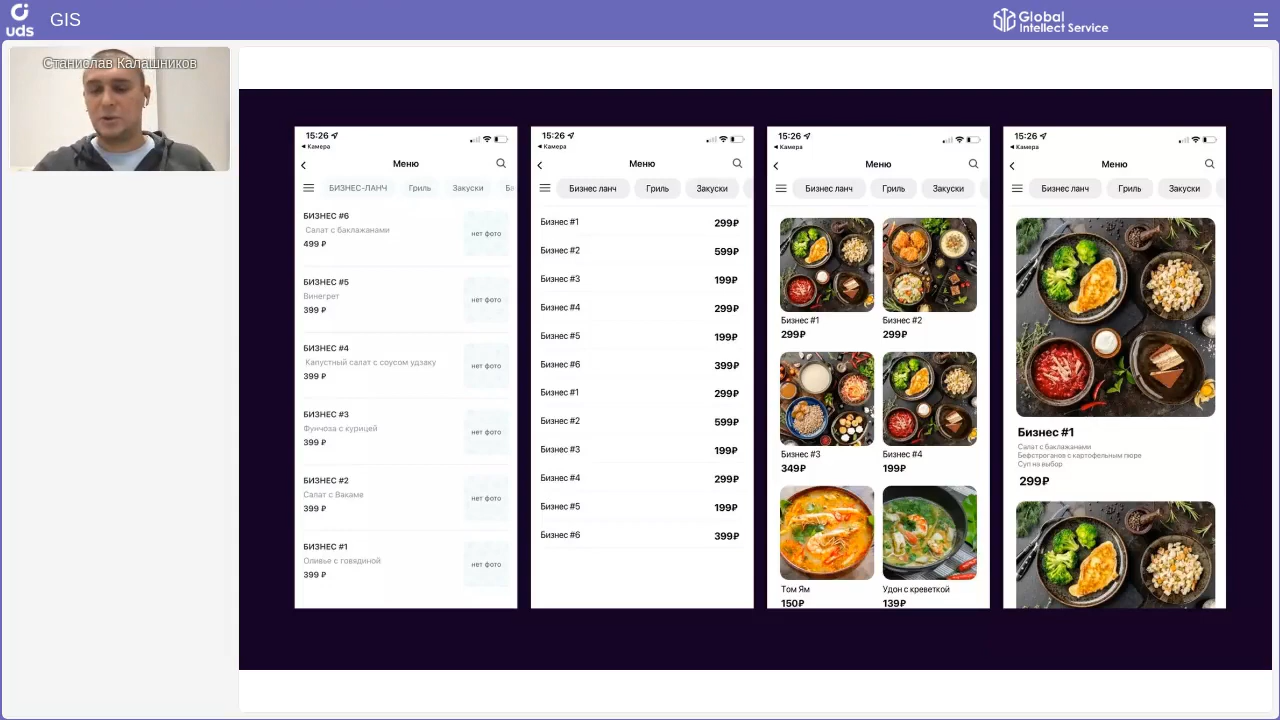 uds
GIS
Global
Intellect Service
Станислав Калашников
15:26
Камера
Меню
БИЗНЕС-ЛАНЧ
Гриль
Закуски
БИЗНЕС #6
Салат с баклажанами
499 ₽
нет фото
БИЗНЕС #5
Винегрет
399 ₽
нет фото
БИЗНЕС #4
Капустный салат с соусом удзаку
399 ₽
нет фото
БИЗНЕС #3
Фунчоза с курицей
399 ₽
нет фото
БИЗНЕС #2
Салат с Вакаме
399 ₽
нет фото
БИЗНЕС #1
Оливье с говядиной
399 ₽
нет фото
15:26
Камера
Меню
Бизнес ланч
Гриль
Закуски
Бизнес #1 299₽
Бизнес #2 599₽
Бизнес #3 199₽
Бизнес #4 299₽
Бизнес #5 199₽
Бизнес #6 399₽
Бизнес #1 299₽
Бизнес #2 599₽
Бизнес #3 199₽
Бизнес #4 299₽
Бизнес #5 199₽
Бизнес #6 399₽
15:26
Камера
Меню
Бизнес ланч
Гриль
Закуски
Бизнес #1
299₽
Бизнес #2
299₽
Бизнес #3
349₽
Бизнес #4
199₽
Том Ям
150₽
Удон с креветкой
139₽
15:26
Камера
Меню
Бизнес ланч
Гриль
Закуски
Бизнес #1
Салат с баклажанами
Бефстроганов с картофельным пюре
Суп на выбор
299₽